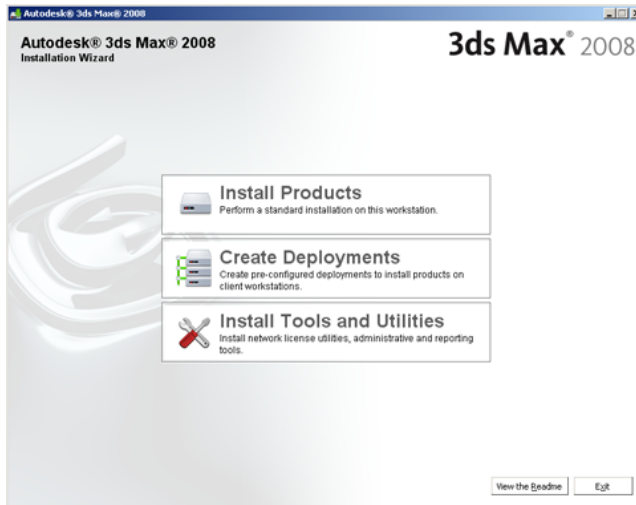 Autodesk® 3ds Max® 2008
Autodesk® 3ds Max® 2008
Installation Wizard
3ds Max® 2008
Install Products
Perform a standard installation on this workstation.
Create Deployments
Create pre-configured deployments to install products on
client workstations.
Install Tools and Utilities
Install network license utilities, administrative and reporting
tools.
View the Readme
Exit